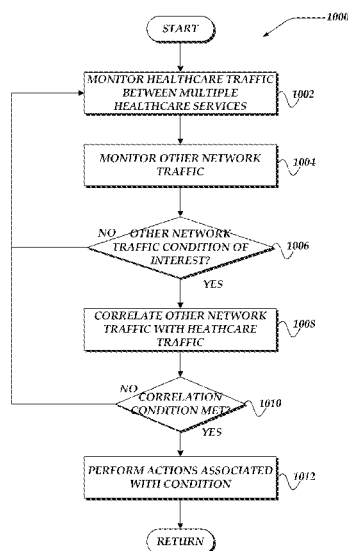 1000
START
MONITOR HEALTHCARE TRAFFIC
BETWEEN MULTIPLE
HEALTHCARE SERVICES
1002
MONITOR OTHER NETWORK
TRAFFIC
1004
NO
OTHER NETWORK
TRAFFIC CONDITION OF
INTEREST?
1006
YES
CORRELATE OTHER NETWORK
TRAFFIC WITH HEATHCARE
TRAFFIC
1008
NO
CORRELATION
CONDITION MET?
1010
YES
PERFORM ACTIONS ASSOCIATED
WITH CONDITION
1012
RETURN